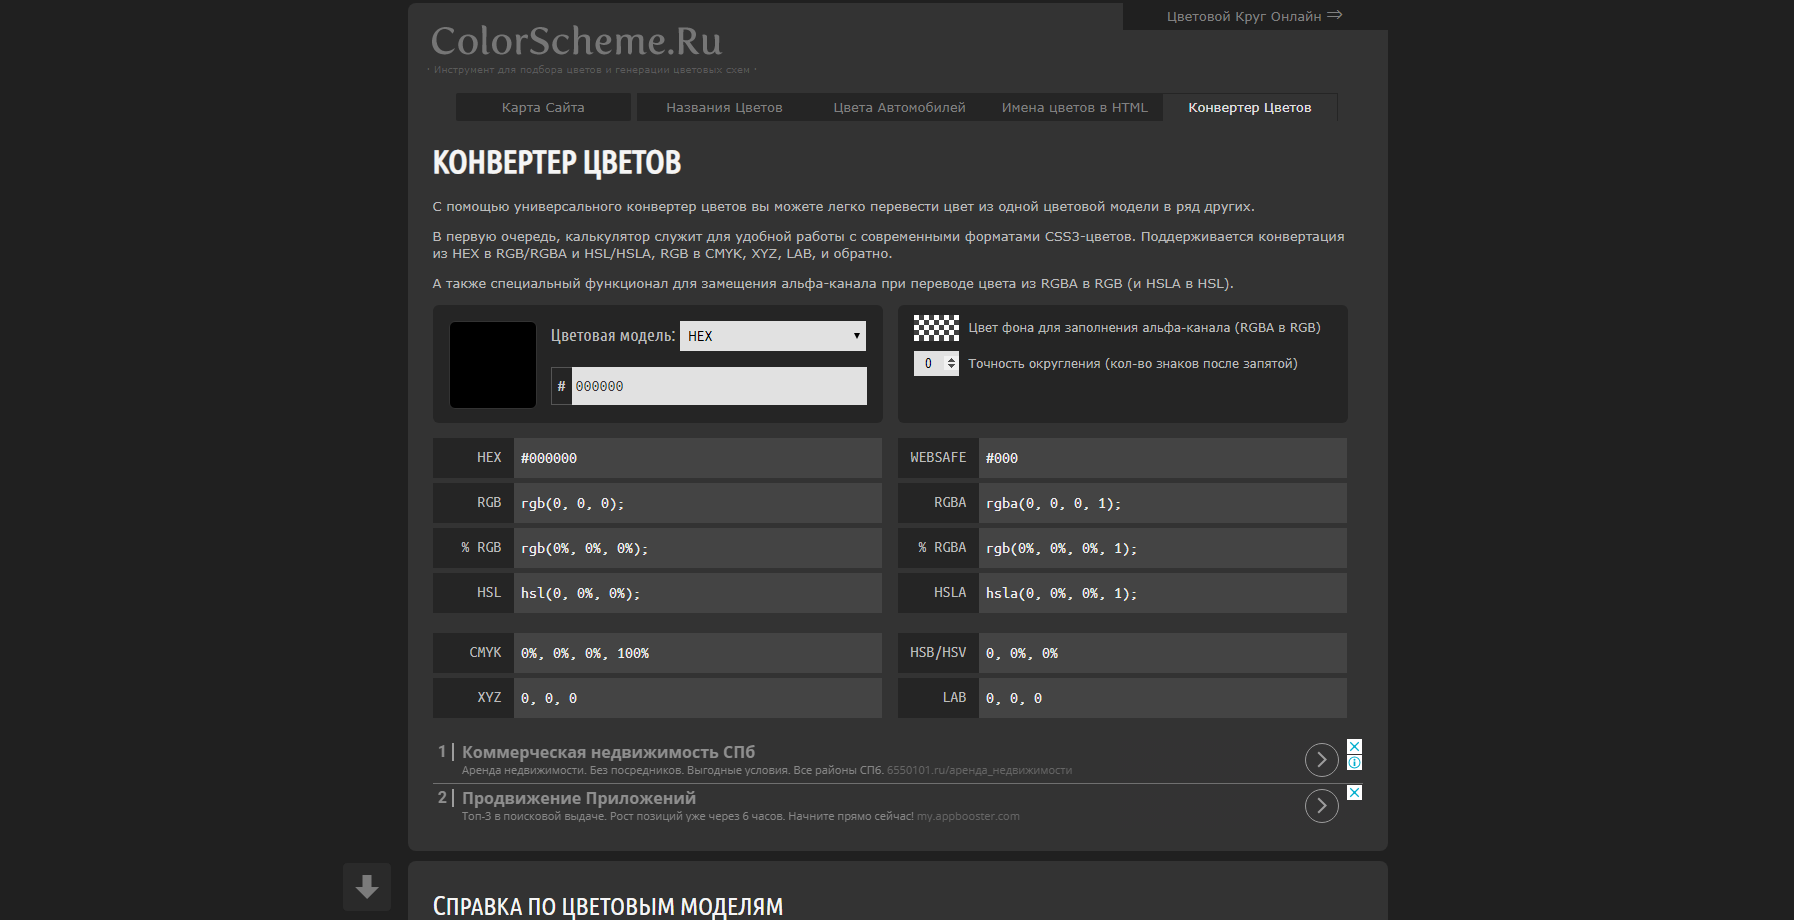 Цветовой Круг Онлайн ⇒
ColorScheme.Ru
· Инструмент для подбора цветов и генерации цветовых схем ·
Карта Сайта Названия Цветов Цвета Автомобилей Имена цветов в HTML Конвертер Цветов
КОНВЕРТЕР ЦВЕТОВ
С помощью универсального конвертер цветов вы можете легко перевести цвет из одной цветовой модели в ряд других.
В первую очередь, калькулятор служит для удобной работы с современными форматами CSS3-цветов. Поддерживается конвертация
из HEX в RGB/RGBA и HSL/HSLA, RGB в CMYK, XYZ, LAB, и обратно.
А также специальный функционал для замещения альфа-канала при переводе цвета из RGBA в RGB (и HSLA в HSL).
Цветовая модель: HEX
# 000000
Цвет фона для заполнения альфа-канала (RGBA в RGB)
0 Точность округления (кол-во знаков после запятой)
HEX #000000
WEBSAFE #000
RGB rgb(0, 0, 0);
RGBA rgba(0, 0, 0, 1);
% RGB rgb(0%, 0%, 0%);
% RGBA rgb(0%, 0%, 0%, 1);
HSL hsl(0, 0%, 0%);
HSLA hsla(0, 0%, 0%, 1);
CMYK 0%, 0%, 0%, 100%
HSB/HSV 0, 0%, 0%
XYZ 0, 0, 0
LAB 0, 0, 0
1 Коммерческая недвижимость СПб
Аренда недвижимости. Без посредников. Выгодные условия. Все районы СПб. 6550101.ru/аренда_недвижимости
2 Продвижение Приложений
Топ-3 в поисковой выдаче. Рост позиций уже через 6 часов. Начните прямо сейчас! my.appbooster.com
СПРАВКА ПО ЦВЕТОВЫМ МОДЕЛЯМ